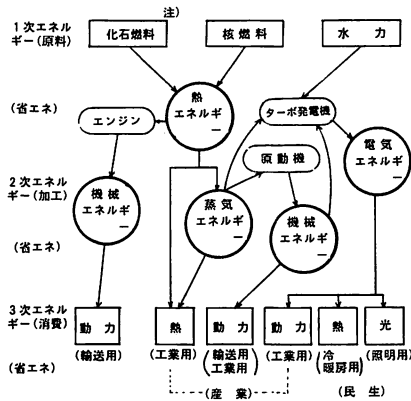 注)
1次エネル
ギー(原料)
化石燃料
核燃料
水力
(省エネ)
エンジン
熱
エネルギ
ー
ターボ発電機
原動機
電気
エネルギ
ー
2次エネル
ギー(加工)
機械
エネルギ
ー
蒸気
エネルギ
ー
機械
エネルギ
ー
(省エネ)
3次エネル
ギー(消費)
動力
熱
動力
動力
熱
光
(省エネ)
(輸送用)
(工業用)
(輸送用
工業用)
(工業用)
(冷
暖房用)
(照明用)
(産業)
(民生)